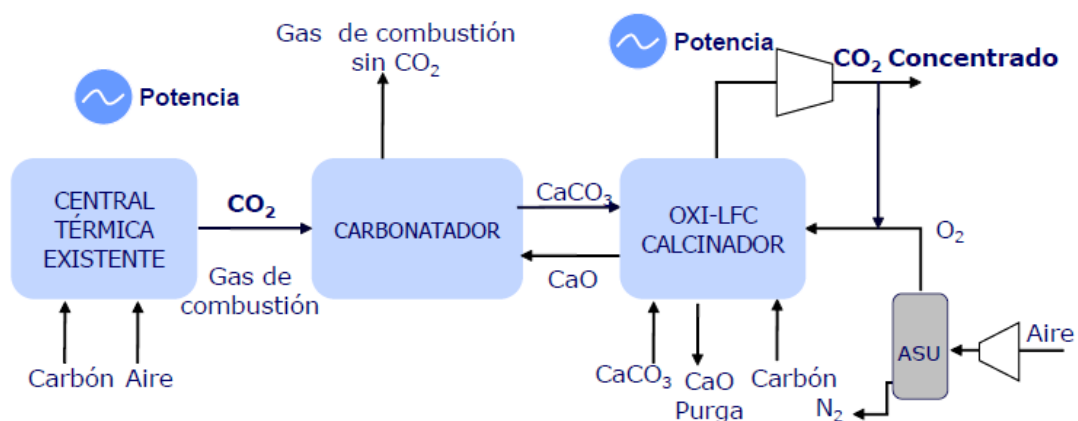 Gas de combustión
sin CO₂
Potencia
Potencia
CO₂ Concentrado
CENTRAL
TÉRMICA
EXISTENTE
CO₂
Gas de
combustión
CARBONATADOR
CaCO₃
CaO
OXI-LFC
CALCINADOR
O₂
Carbón
Aire
CaCO₃
CaO
Purga
Carbón
N₂
ASU
Aire